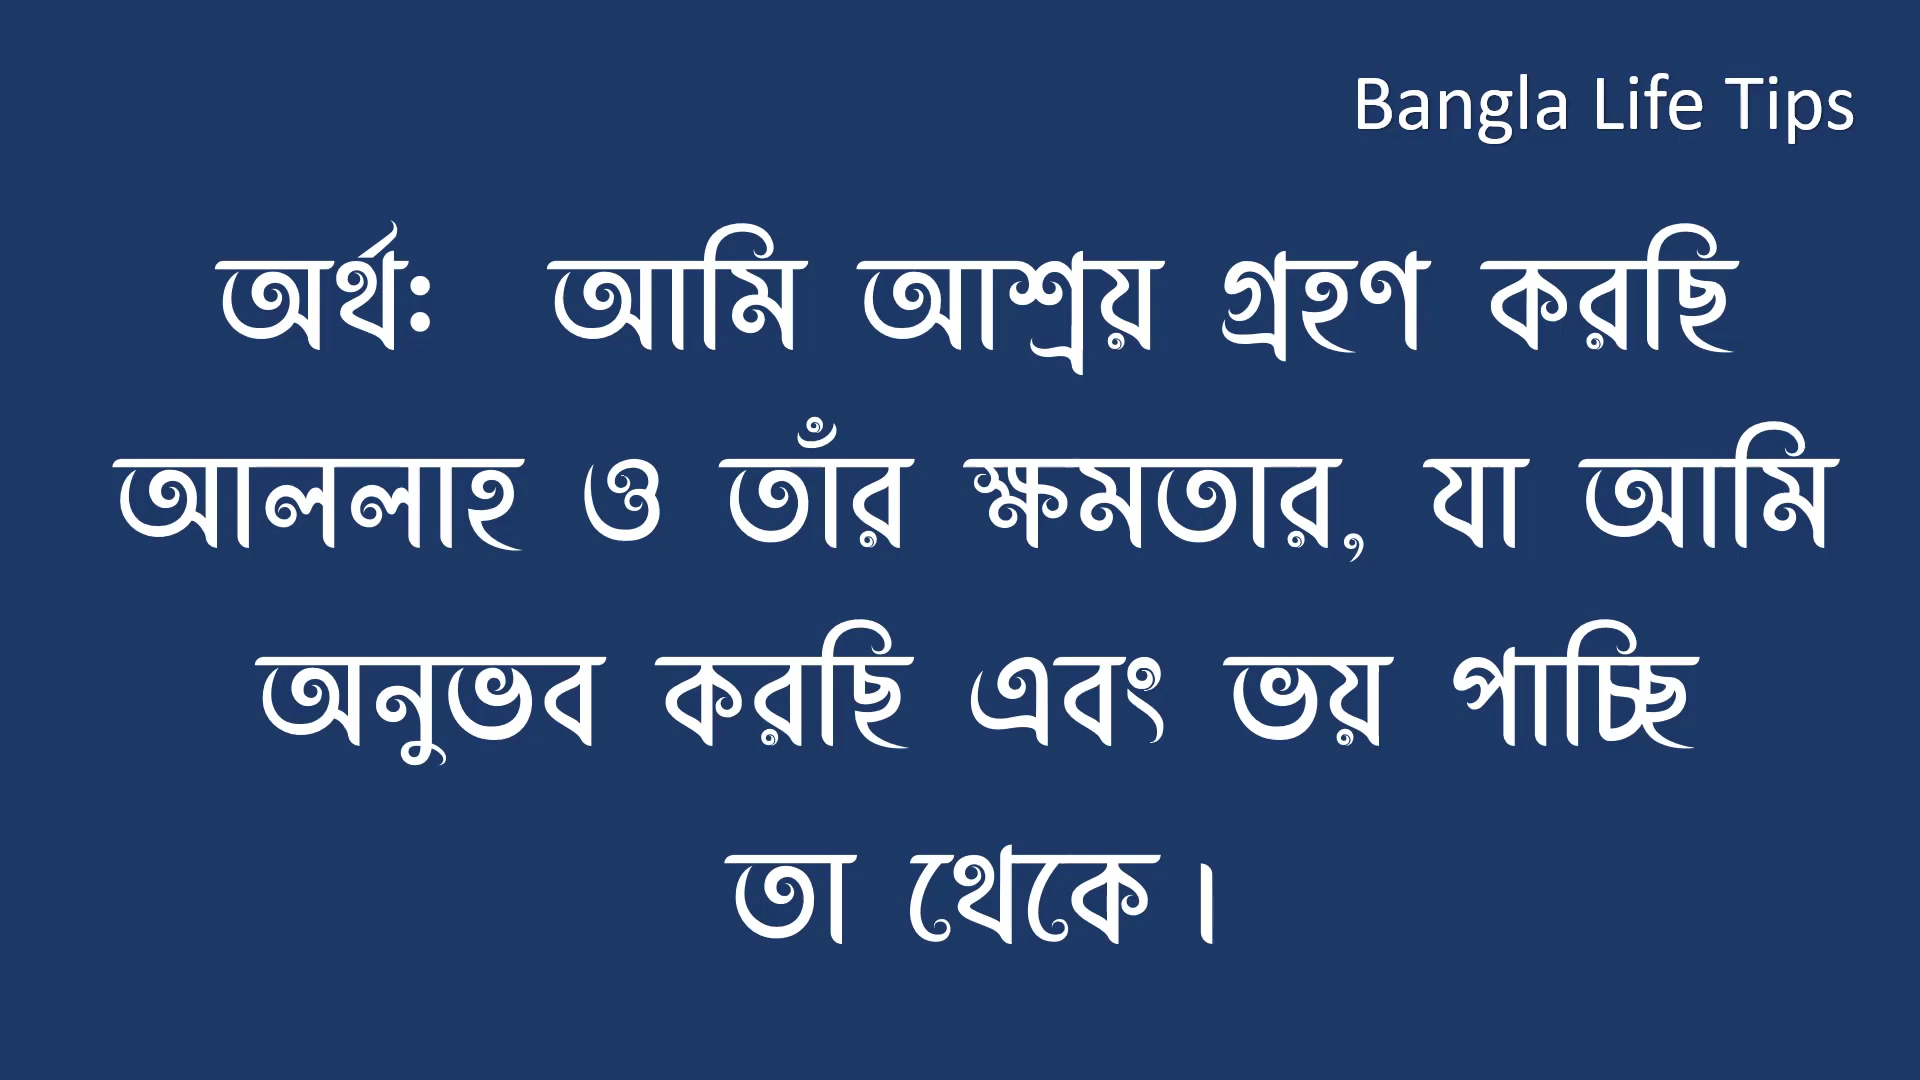 Bangla Life Tips
অর্থঃ আমি আশ্রয় গ্রহণ করছি
আললাহ ও তাঁর ক্ষমতার, যা আমি
অনুভব করছি এবং ভয় পাচ্ছি
তা থেকে।